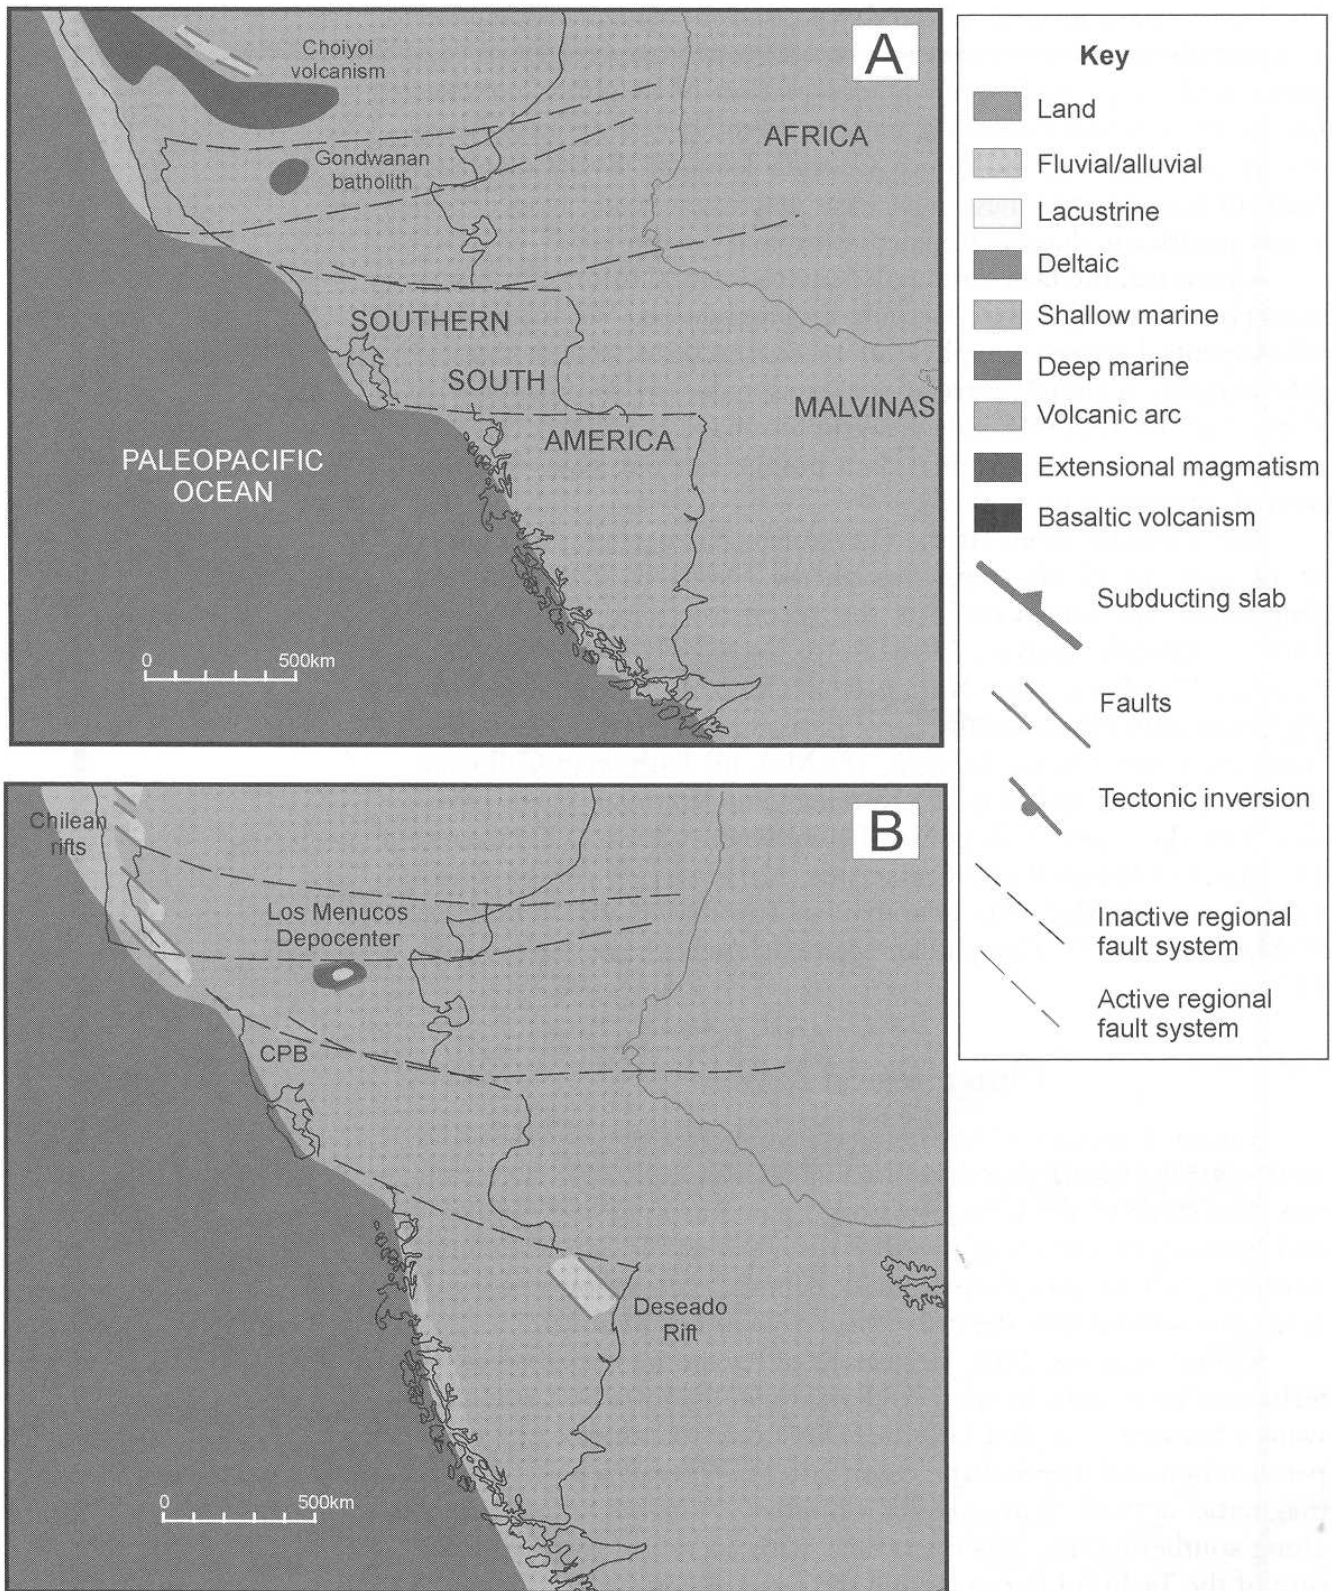 A
Choiyoi
volcanism
AFRICA
Gondwanan
batholith
SOUTHERN
SOUTH
AMERICA
MALVINAS
PALEOPACIFIC
OCEAN
0 500km
Key
Land
Fluvial/alluvial
Lacustrine
Deltaic
Shallow marine
Deep marine
Volcanic arc
Extensional magmatism
Basaltic volcanism
Subducting slab
Faults
Tectonic inversion
Inactive regional
fault system
Active regional
fault system
B
Chilean
rifts
Los Menucos
Depocenter
CPB
Deseado
Rift
0 500km